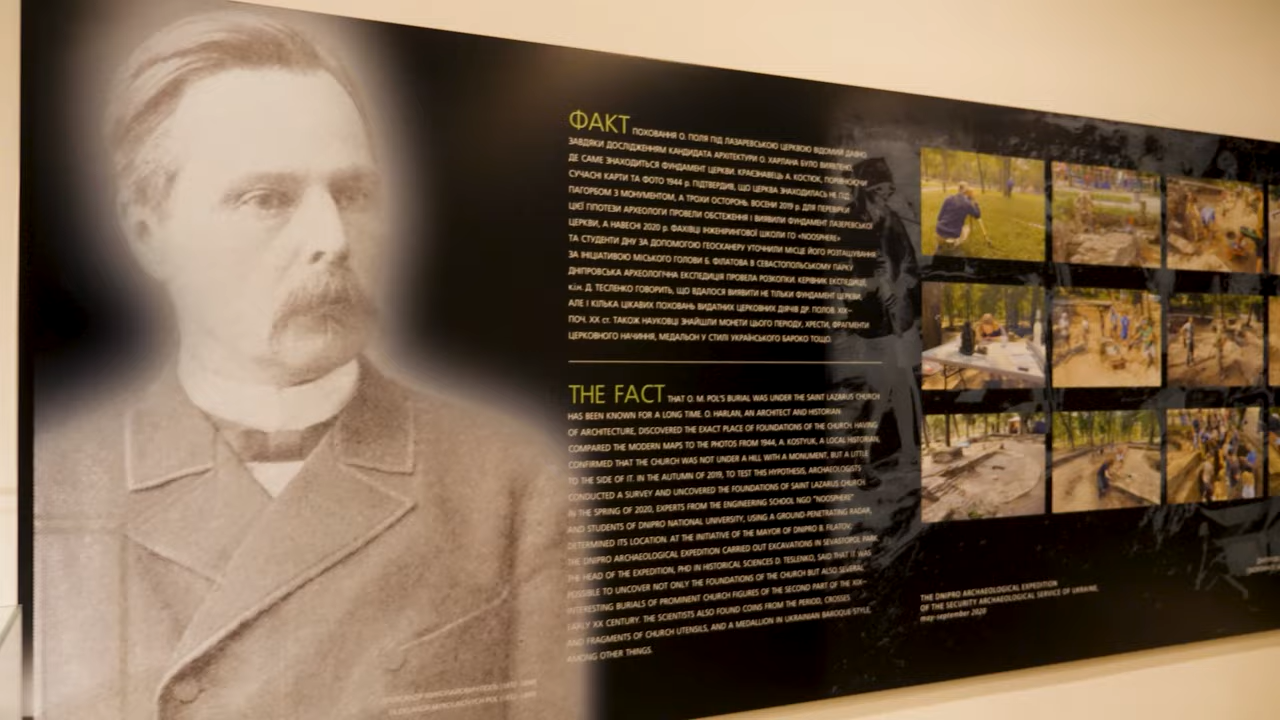 ФАКТ ПОХОВАННЯ О. ПОЛЯ ПІД ЛАЗАРЕВСЬКОЮ ЦЕРКВОЮ ВІДОМИЙ ДАВНО.
ЗАВДЯКИ ДОСЛІДЖЕННЯМ КАНДИДАТА АРХІТЕКТУРИ О. ХАРЛАНА БУЛО ВИЯВЛЕНО,
ДЕ САМЕ ЗНАХОДИТЬСЯ ФУНДАМЕНТ ЦЕРКВИ. КРАЄЗНАВЕЦЬ А. КОСТЮК, ПОРІВНЮЮЧИ
СУЧАСНІ КАРТИ ТА ФОТО 1944 р. ПІДТВЕРДИВ, ЩО ЦЕРКВА ЗНАХОДИТЬСЯ НЕ ПІД
ПАГОРБОМ З МОНУМЕНТОМ, А ТРОХИ ОСТОРОНЬ. ВОСЕНИ 2019 р. ДЛЯ ПЕРЕВІРКИ
ЦІЄЇ ГІПОТЕЗИ АРХЕОЛОГИ ПРОВЕЛИ ОБСТЕЖЕННЯ І ВИЯВИЛИ ФУНДАМЕНТ ЛАЗАРЕВСЬКОЇ
ЦЕРКВИ, А НАВЕСНІ 2020 р. ФАХІВЦІ ІНЖЕНІРИНГОВОЇ ШКОЛИ ГО «NOOSPHERE»
ТА СТУДЕНТИ ДНУ ЗА ДОПОМОГОЮ ГЕОСКАНЕРУ УТОЧНИЛИ МІСЦЕ ЙОГО РОЗТАШУВАННЯ.
ЗА ІНІЦІАТИВОЮ МІСЬКОГО ГОЛОВИ Б. ФІЛАТОВА В СЕВАСТОПОЛЬСЬКОМУ ПАРКУ
ДНІПРОВСЬКА АРХЕОЛОГІЧНА ЕКСПЕДИЦІЯ ПРОВЕЛА РОЗКОПКИ. КЕРІВНИК ЕКСПЕДИЦІЇ,
к.і.н. Д. ТЕСЛЕНКО ГОВОРИТЬ, ЩО ВДАЛОСЯ ВИЯВИТИ НЕ ТІЛЬКИ ФУНДАМЕНТ ЦЕРКВИ,
АЛЕ І КІЛЬКА ЦІКАВИХ ПОХОВАНЬ ВИДАТНИХ ЦЕРКОВНИХ ДІЯЧІВ ДР. ПОЛОВ. XIX–
ПОЧ. XX ст. ТАКОЖ НАУКОВЦІ ЗНАЙШЛИ МОНЕТИ ЦЬОГО ПЕРІОДУ, ХРЕСТИ, ФРАГМЕНТИ
ЦЕРКОВНОГО НАЧИННЯ, МЕДАЛЬОН У СТИЛІ УКРАЇНСЬКОГО БАРОКО ТОЩО.
THE FACT THAT O. M. POL'S BURIAL WAS UNDER THE SAINT LAZARUS CHURCH
HAS BEEN KNOWN FOR A LONG TIME. O. HARLAN, AN ARCHITECT AND HISTORIAN
OF ARCHITECTURE, DISCOVERED THE EXACT PLACE OF FOUNDATIONS OF THE CHURCH. HAVING
COMPARED THE MODERN MAPS TO THE PHOTOS FROM 1944, A. KOSTYUK, A LOCAL HISTORIAN,
CONFIRMED THAT THE CHURCH WAS NOT UNDER A HILL WITH A MONUMENT, BUT A LITTLE
TO THE SIDE OF IT. IN THE AUTUMN OF 2019, TO TEST THIS HYPOTHESIS, ARCHAEOLOGISTS
CONDUCTED A SURVEY AND UNCOVERED THE FOUNDATIONS OF SAINT LAZARUS CHURCH.
IN THE SPRING OF 2020, EXPERTS FROM THE ENGINEERING SCHOOL NGO "NOOSPHERE"
AND STUDENTS OF DNIPRO NATIONAL UNIVERSITY, USING A GROUND-PENETRATING RADAR,
DETERMINED ITS LOCATION. AT THE INITIATIVE OF THE MAYOR OF DNIPRO B. FILATOV,
THE DNIPRO ARCHAEOLOGICAL EXPEDITION CARRIED OUT EXCAVATIONS IN SEVASTOPOL PARK.
THE HEAD OF THE EXPEDITION, PHD IN HISTORICAL SCIENCES D. TESLENKO, SAID THAT IT WAS
POSSIBLE TO UNCOVER NOT ONLY THE FOUNDATIONS OF THE CHURCH BUT ALSO SEVERAL
INTERESTING BURIALS OF PROMINENT CHURCH FIGURES OF THE SECOND PART OF THE XIX–
EARLY XX CENTURY. THE SCIENTISTS ALSO FOUND COINS FROM THE PERIOD, CROSSES
AND FRAGMENTS OF CHURCH UTENSILS, AND A MEDALLION IN UKRAINIAN BAROQUE STYLE,
AMONG OTHER THINGS.
THE DNIPRO ARCHAEOLOGICAL EXPEDITION
OF THE SECURITY ARCHAEOLOGICAL SERVICE OF UKRAINE,
may-september 2020